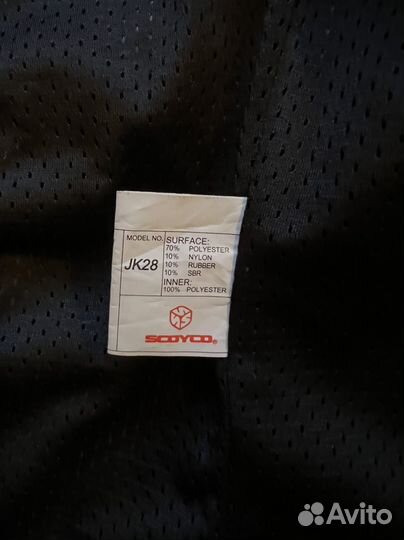 MODEL NO.
JK28
SURFACE:
70% POLYESTER
10% NYLON
10% RUBBER
10% SBR
INNER:
100% POLYESTER
SCOYCO®
Avito